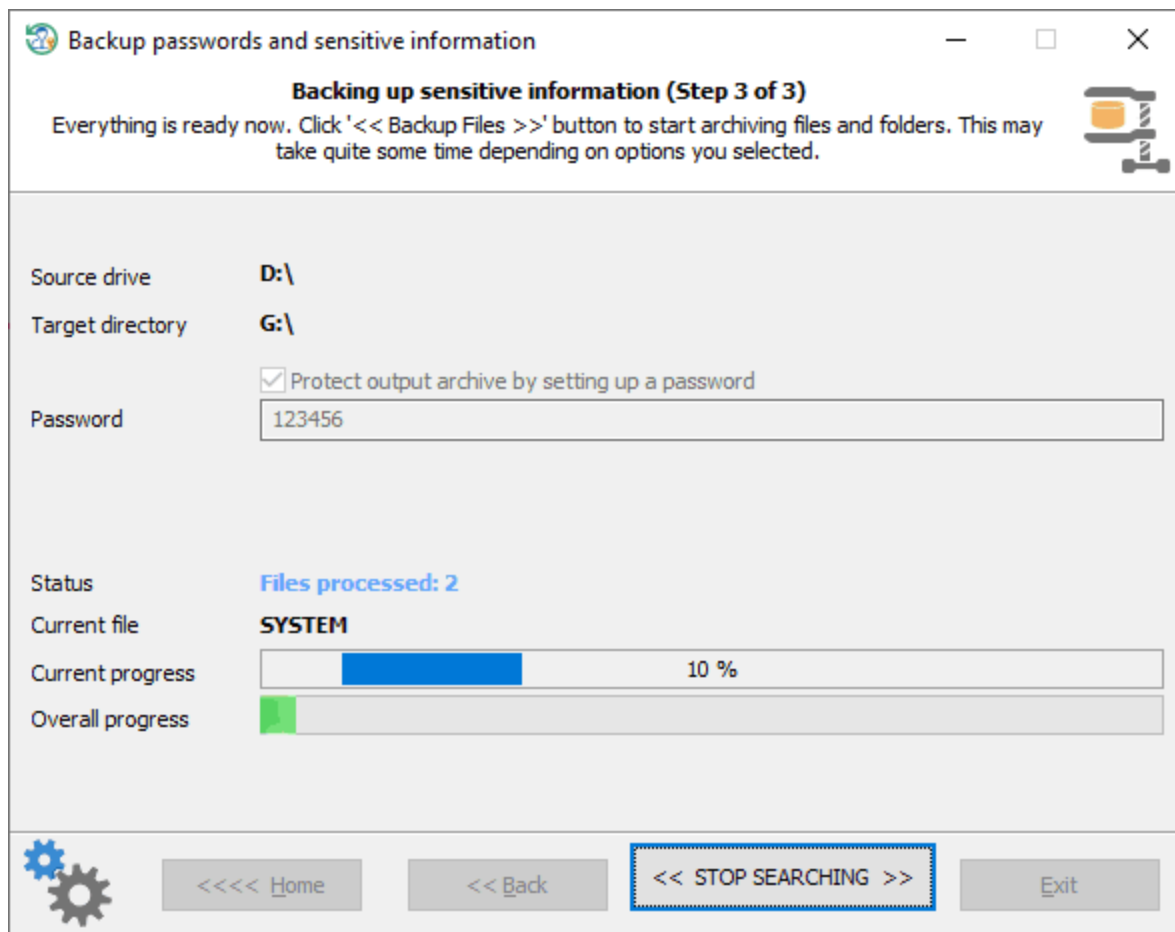 Backup passwords and sensitive information
Backing up sensitive information (Step 3 of 3)
Everything is ready now. Click '<< Backup Files >>' button to start archiving files and folders. This may
take quite some time depending on options you selected.
Source drive D:\
Target directory G:\
Protect output archive by setting up a password
Password 123456
Status Files processed: 2
Current file SYSTEM
Current progress 10 %
Overall progress
<<<< Home << Back << STOP SEARCHING >> Exit